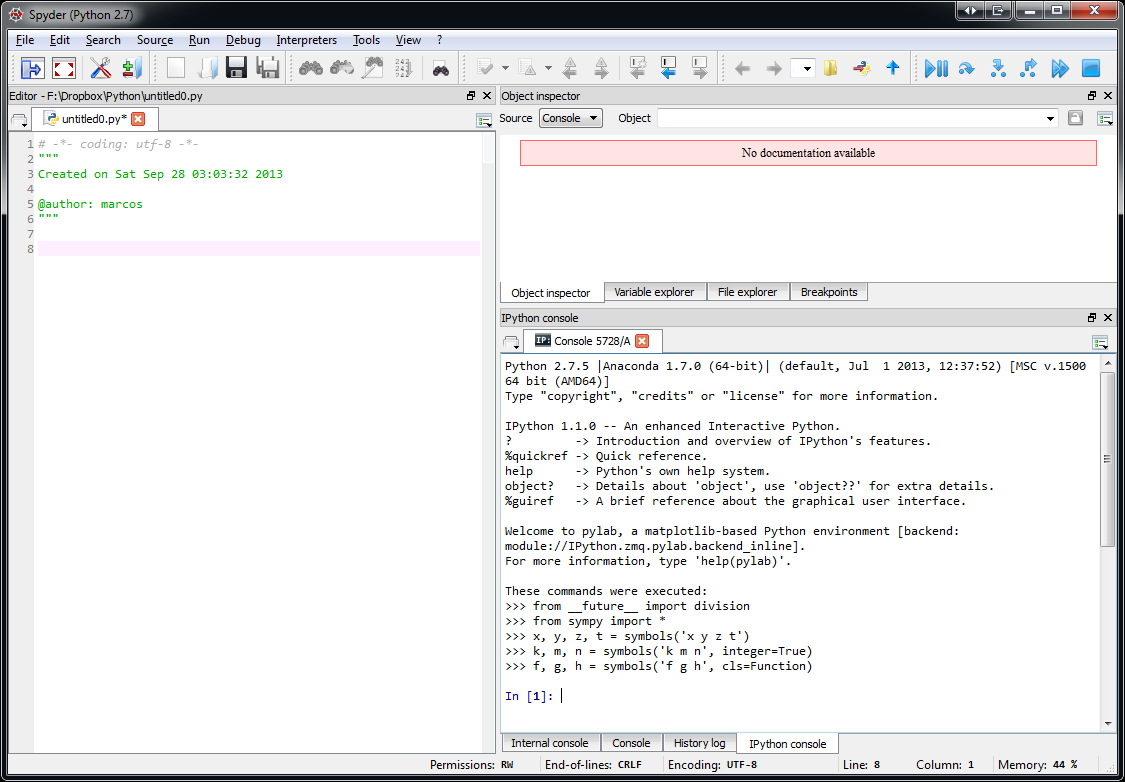 Spyder (Python 2.7)
File Edit Search Source Run Debug Interpreters Tools View ?
Editor - F:\Dropbox\Python\untitled0.py
untitled0.py*
1 # -*- coding: utf-8 -*-
2 """
3 Created on Sat Sep 28 03:03:32 2013
4
5 @author: marcos
6 """
7
8
Object inspector
Source Console Object
No documentation available
Object inspector Variable explorer File explorer Breakpoints
IPython console
IP: Console 5728/A
Python 2.7.5 |Anaconda 1.7.0 (64-bit)| (default, Jul  1 2013, 12:37:52) [MSC v.1500
64 bit (AMD64)]
Type "copyright", "credits" or "license" for more information.
IPython 1.1.0 -- An enhanced Interactive Python.
?         -> Introduction and overview of IPython's features.
%quickref -> Quick reference.
help      -> Python's own help system.
object?   -> Details about 'object', use 'object??' for extra details.
%guiref   -> A brief reference about the graphical user interface.
Welcome to pylab, a matplotlib-based Python environment [backend:
module://IPython.zmq.pylab.backend_inline].
For more information, type 'help(pylab)'.
These commands were executed:
>>> from __future__ import division
>>> from sympy import *
>>> x, y, z, t = symbols('x y z t')
>>> k, m, n = symbols('k m n', integer=True)
>>> f, g, h = symbols('f g h', cls=Function)
In [1]:
Internal console Console History log IPython console
Permissions: RW End-of-lines: CRLF Encoding: UTF-8 Line: 8 Column: 1 Memory: 44 %